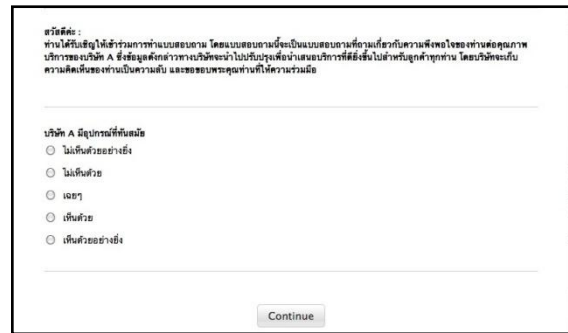 สวัสดีค่ะ :
ท่านได้รับเชิญให้เข้าร่วมการทำแบบสอบถาม โดยแบบสอบถามนี้จะเป็นแบบสอบถามที่ถามเกี่ยวกับความพึงพอใจของท่านต่อคุณภาพ
บริการของบริษัท A ซึ่งข้อมูลดังกล่าวทางบริษัทจะนำไปปรับปรุงเพื่อนำเสนอบริการที่ดียิ่งขึ้นไปสำหรับลูกค้าทุกท่าน โดยบริษัทจะเก็บ
ความคิดเห็นของท่านเป็นความลับ และขอขอบพระคุณท่านที่ให้ความร่วมมือ
บริษัท A มีอุปกรณ์ที่ทันสมัย
ไม่เห็นด้วยอย่างยิ่ง
ไม่เห็นด้วย
เฉยๆ
เห็นด้วย
เห็นด้วยอย่างยิ่ง
Continue